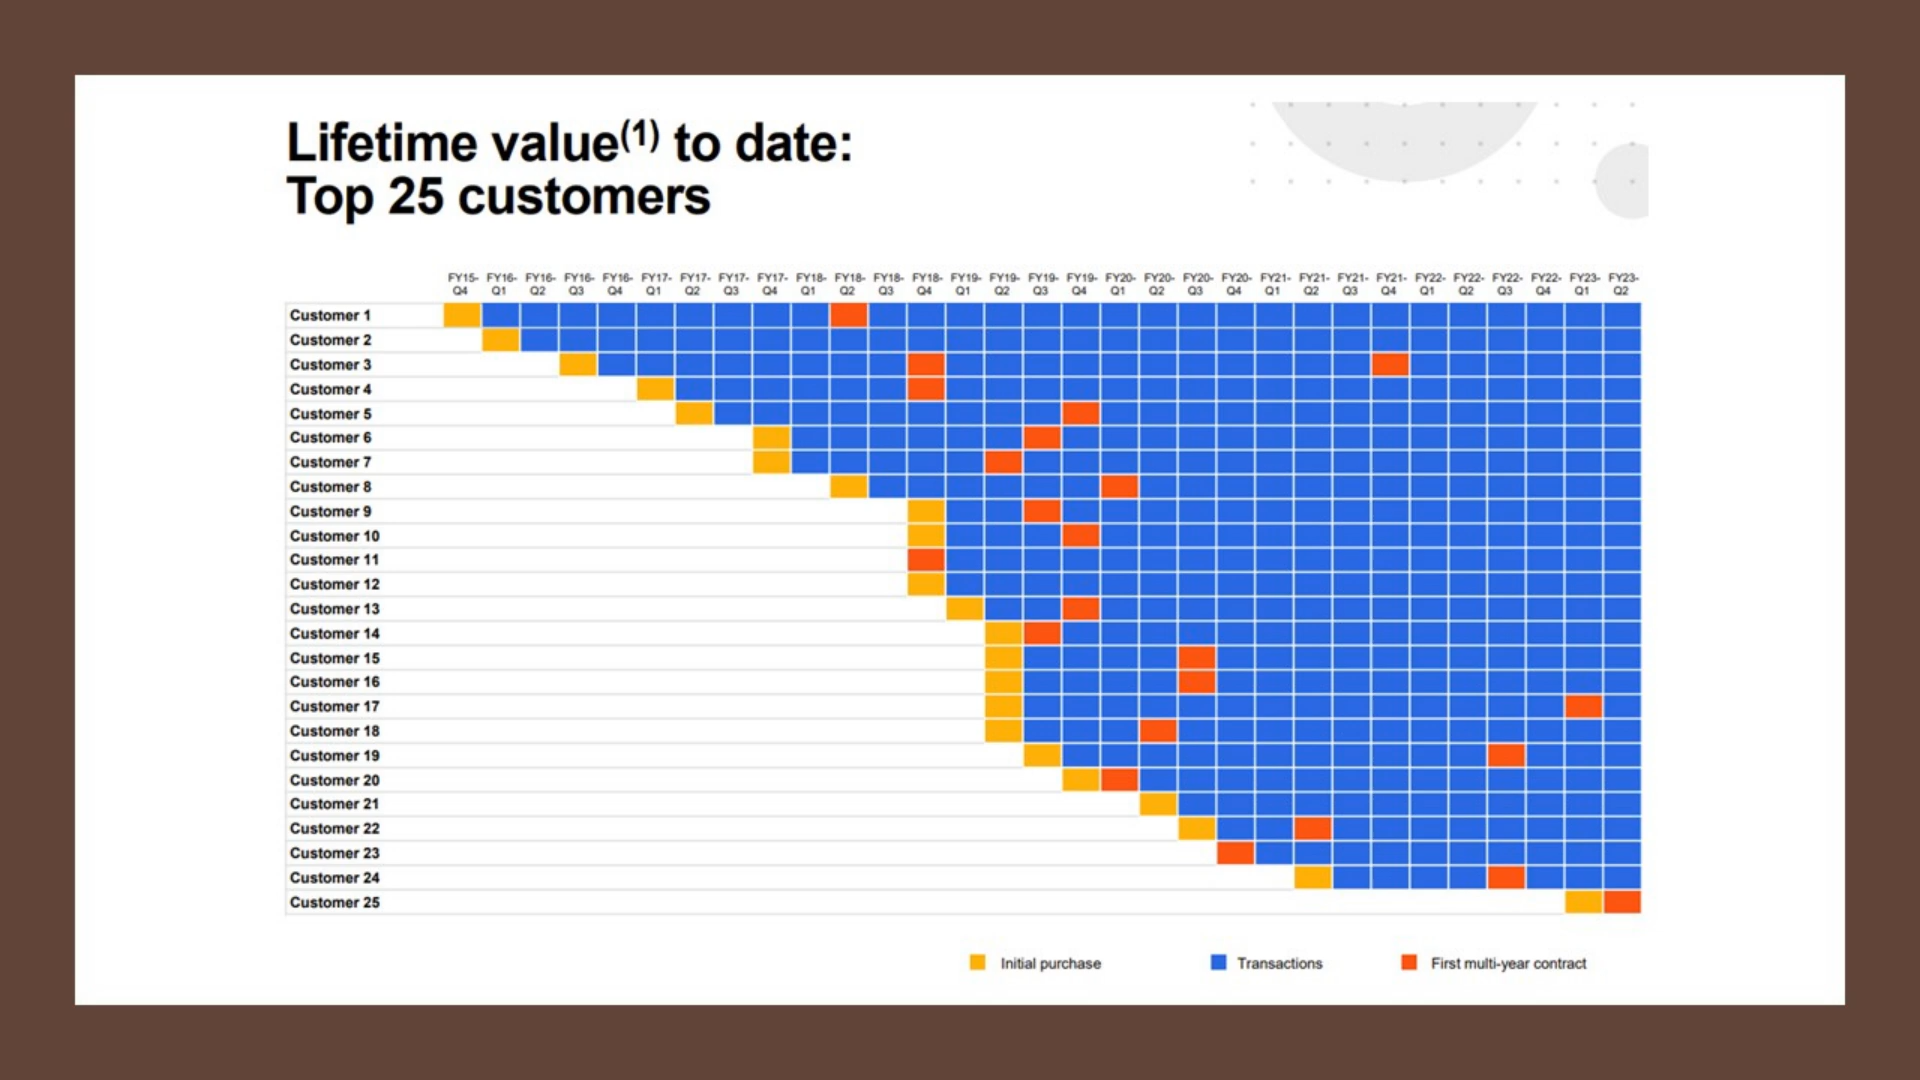 Lifetime value(1) to date:
Top 25 customers
FY15- FY16- FY16- FY16- FY16- FY17- FY17- FY17- FY17- FY18- FY18- FY18- FY18- FY19- FY19- FY19- FY19- FY20- FY20- FY20- FY20- FY21- FY21- FY21- FY21- FY22- FY22- FY22- FY22- FY23- FY23-
Q4 Q1 Q2 Q3 Q4 Q1 Q2 Q3 Q4 Q1 Q2 Q3 Q4 Q1 Q2 Q3 Q4 Q1 Q2 Q3 Q4 Q1 Q2 Q3 Q4 Q1 Q2 Q3 Q4 Q1 Q2
Customer 1
Customer 2
Customer 3
Customer 4
Customer 5
Customer 6
Customer 7
Customer 8
Customer 9
Customer 10
Customer 11
Customer 12
Customer 13
Customer 14
Customer 15
Customer 16
Customer 17
Customer 18
Customer 19
Customer 20
Customer 21
Customer 22
Customer 23
Customer 24
Customer 25
Initial purchase Transactions First multi-year contract